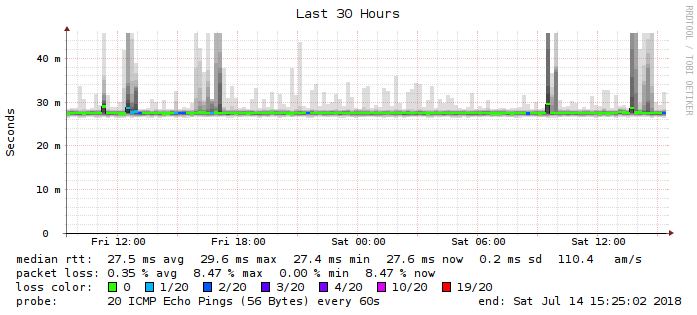 Last 30 Hours
RRDTOOL / TOBI OETIKER
Seconds
40 m
30 m
20 m
10 m
0
Fri 12:00 Fri 18:00 Sat 00:00 Sat 06:00 Sat 12:00
median rtt: 27.5 ms avg 29.6 ms max 27.4 ms min 27.6 ms now 0.2 ms sd 110.4 am/s
packet loss: 0.35 % avg 8.47 % max 0.00 % min 8.47 % now
loss color: 0 1/20 2/20 3/20 4/20 10/20 19/20
probe: 20 ICMP Echo Pings (56 Bytes) every 60s end: Sat Jul 14 15:25:02 2018